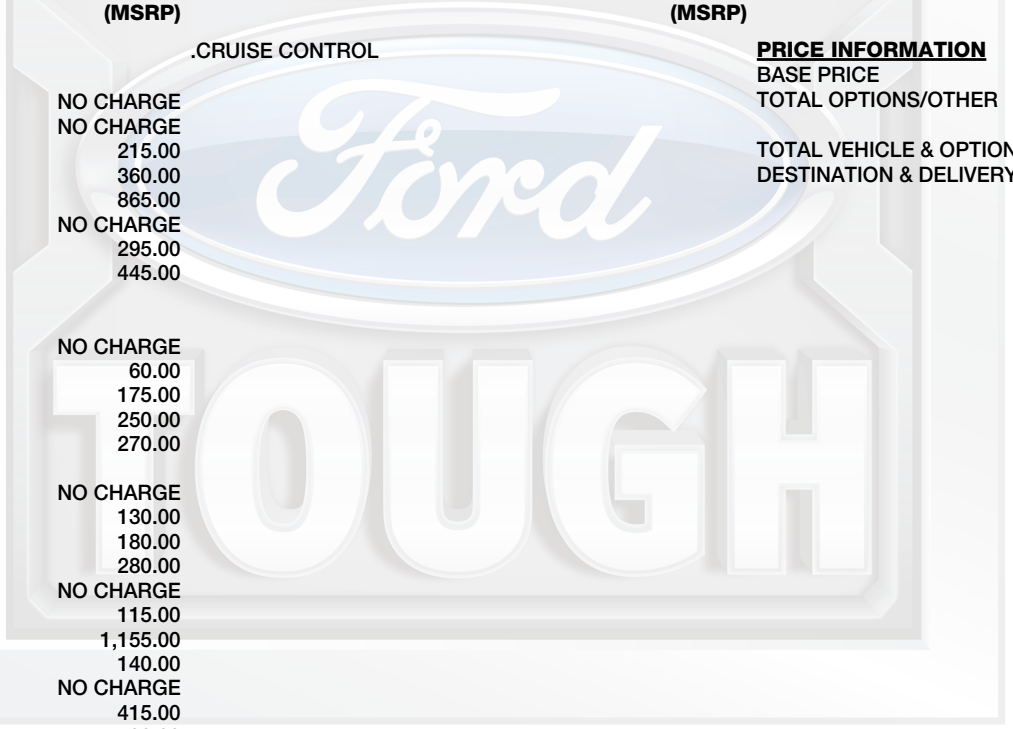 (MSRP)
NO CHARGE
NO CHARGE
215.00
360.00
865.00
NO CHARGE
295.00
445.00
NO CHARGE
60.00
175.00
250.00
270.00
NO CHARGE
130.00
180.00
280.00
NO CHARGE
115.00
1,155.00
140.00
NO CHARGE
415.00
.CRUISE CONTROL
(MSRP)
PRICE INFORMATION
BASE PRICE
TOTAL OPTIONS/OTHER
TOTAL VEHICLE & OPTION
DESTINATION & DELIVERY
Ford
TOUGH